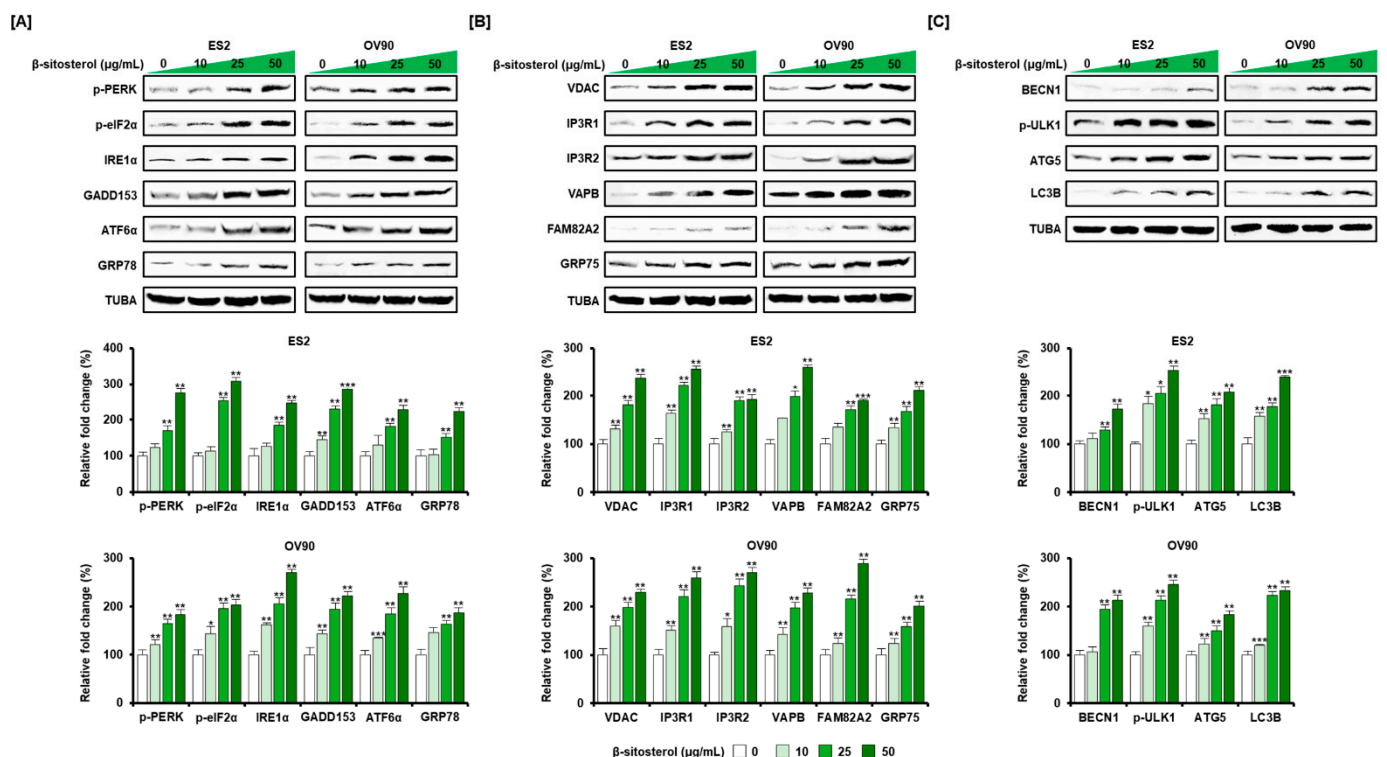 [A]
ES2 OV90
β-sitosterol (µg/mL) 0 10 25 50 0 10 25 50
p-PERK
p-eIF2α
IRE1α
GADD153
ATF6α
GRP78
TUBA
[B]
ES2 OV90
β-sitosterol (µg/mL) 0 10 25 50 0 10 25 50
VDAC
IP3R1
IP3R2
VAPB
FAM82A2
GRP75
TUBA
[C]
ES2 OV90
β-sitosterol (µg/mL) 0 10 25 50 0 10 25 50
BECN1
p-ULK1
ATG5
LC3B
TUBA
ES2
Relative fold change (%)
400
300
200
100
0
** ** ** ** ** ** ** *** ** ** ** **
p-PERK p-eIF2α IRE1α GADD153 ATF6α GRP78
ES2
Relative fold change (%)
300
200
100
0
** ** ** ** ** ** ** ** ** * ** ** *** ** ** **
VDAC IP3R1 IP3R2 VAPB FAM82A2 GRP75
ES2
Relative fold change (%)
300
200
100
0
** ** * * ** ** ** ** ** ** ***
BECN1 p-ULK1 ATG5 LC3B
OV90
Relative fold change (%)
300
200
100
0
** ** ** * ** ** ** ** ** ** ** ** *** ** ** ** **
p-PERK p-eIF2α IRE1α GADD153 ATF6α GRP78
OV90
Relative fold change (%)
300
200
100
0
** ** ** ** ** ** * ** ** ** ** ** ** ** ** ** ** **
VDAC IP3R1 IP3R2 VAPB FAM82A2 GRP75
OV90
Relative fold change (%)
300
200
100
0
** ** ** ** ** ** ** ** *** ** **
BECN1 p-ULK1 ATG5 LC3B
β-sitosterol (µg/mL) 0 10 25 50